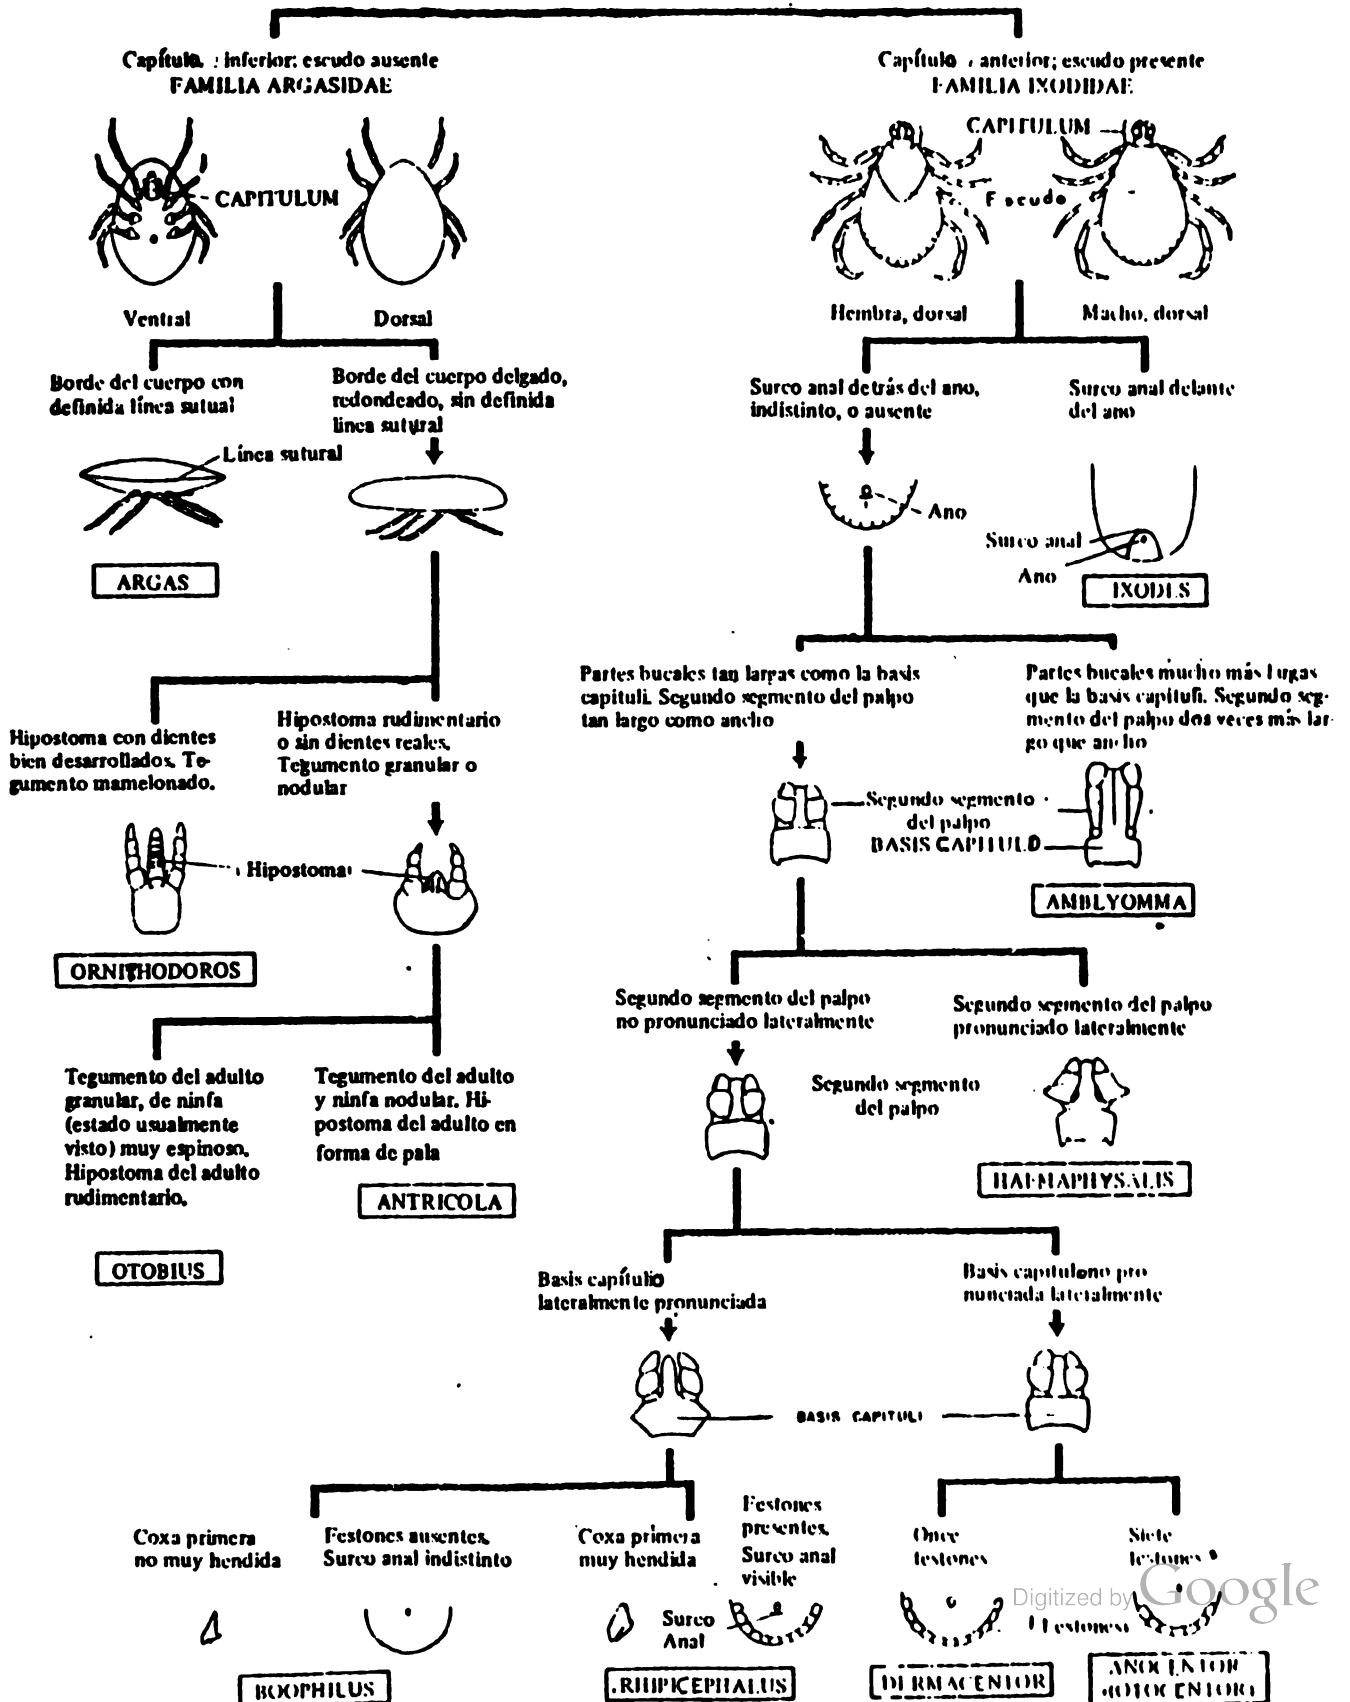 Capítulo inferior; escudo ausente
FAMILIA ARGASIDAE
CAPITULUM
Ventral
Dorsal
Capítulo anterior; escudo presente
FAMILIA IXODIDAE
CAPITULUM
Escudo
Hembra, dorsal
Macho, dorsal
Borde del cuerpo con
definida línea sutual
Borde del cuerpo delgado,
redondeado, sin definida
linea sutural
Línea sutural
ARGAS
Surco anal detrás del ano,
indistinto, o ausente
Surco anal delante
del ano
Ano
Surco anal
Ano
IXODES
Hipostoma con dientes
bien desarrollados. Te-
gumento mamelonado.
Hipostoma rudimentario
o sin dientes reales.
Tegumento granular o
nodular
Hipostoma
ORNITHODOROS
Partes bucales tan largas como la basis
capituli. Segundo segmento del palpo
tan largo como ancho
Partes bucales mucho más largas
que la basis capituli. Segundo seg-
mento del palpo dos veces más lar-
go que ancho
Segundo segmento
del palpo
BASIS CAPITULO
AMBLYOMMA
Tegumento del adulto
granular, de ninfa
(estado usualmente
visto) muy espinoso.
Hipostoma del adulto
rudimentario.
OTOBIUS
Tegumento del adulto
y ninfa nodular. Hi-
postoma del adulto en
forma de pala
ANTRICOLA
Segundo segmento del palpo
no pronunciado lateralmente
Segundo segmento del palpo
pronunciado lateralmente
Segundo segmento
del palpo
HAEMAPHYSALIS
Basis capítulio
lateralmente pronunciada
Basis capitulono pro
nunciada lateralmente
BASIS CAPITULI
Coxa primera
no muy hendida
Festones ausentes.
Surco anal indistinto
BOOPHILUS
Coxa primera
muy hendida
Festones
presentes.
Surco anal
visible
Surco
Anal
RHIPICEPHALUS
Once
festones
Siete
festones
Festones
DERMACENTOR
ANOCENTOR
Digitized by Google